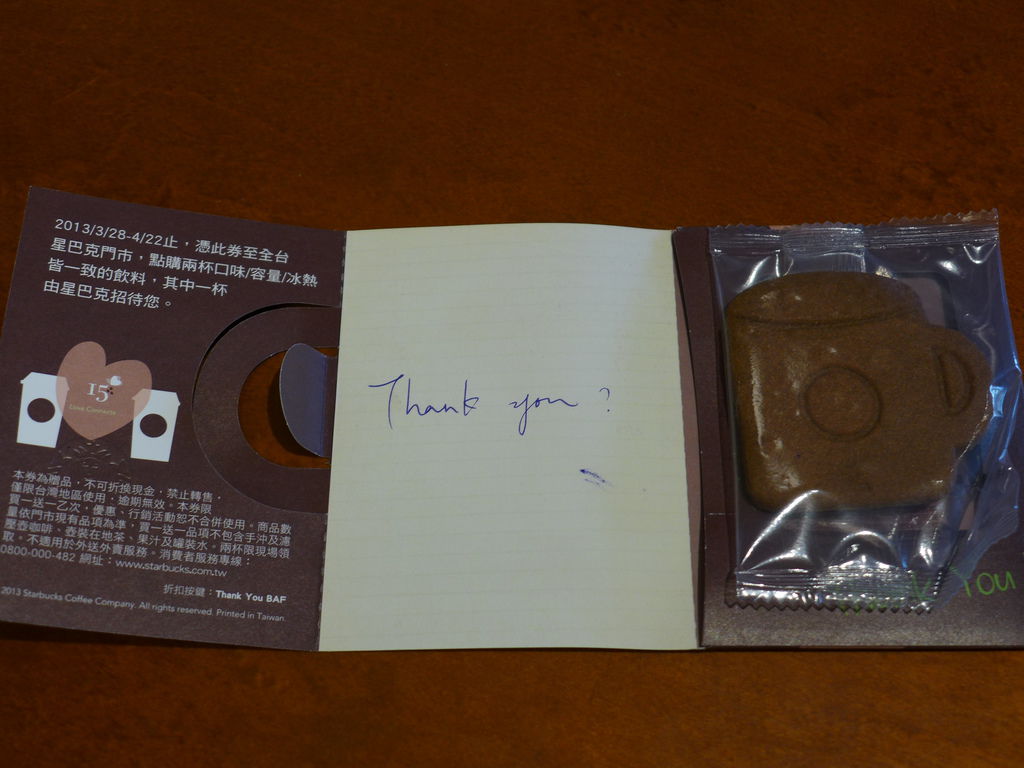 2013/3/28-4/22止，憑此券至全台
星巴克門市，點購兩杯口味/容量/冰熱
皆一致的飲料，其中一杯
由星巴克招待您。
15
Love Connects
本券為贈品，不可折換現金，禁止轉售，
僅限台灣地區使用，逾期無效。本券限
買一送一乙次，優惠、行銷活動恕不合併使用。商品數
量依門市現有品項為準，買一送一品項不包含手沖及濾
壓壺咖啡、壺裝在地茶、果汁及罐裝水。兩杯限現場領
取。不適用於外送外賣服務。消費者服務專線：
0800-000-482 網址：www.starbucks.com.tw
折扣按鍵：Thank You BAF
2013 Starbucks Coffee Company. All rights reserved. Printed in Taiwan.
Thank you ?
You